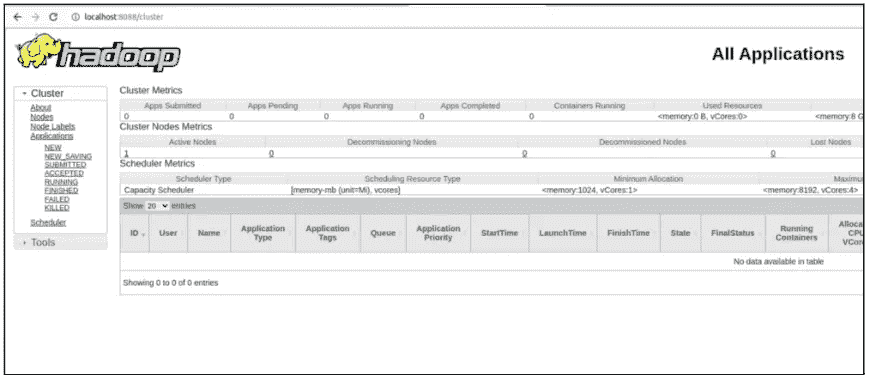 localhost:8088/cluster
hadoop
All Applications
Cluster
About
Nodes
Node Labels
Applications
NEW
NEW_SAVING
SUBMITTED
ACCEPTED
RUNNING
FINISHED
FAILED
KILLED
Scheduler
Tools
Cluster Metrics
Apps Submitted Apps Pending Apps Running Apps Completed Containers Running Used Resources
0 0 0 0 0 <memory:0 B, vCores:0> <memory:8 G
Cluster Nodes Metrics
Active Nodes Decommissioning Nodes Decommissioned Nodes Lost Nodes
1 0 0 0
Scheduler Metrics
Scheduler Type Scheduling Resource Type Minimum Allocation Maximu
Capacity Scheduler [memory-mb (unit=Mi), vcores] <memory:1024, vCores:1> <memory:8192, vCores:4>
Show 20 entries
ID User Name Application Type Application Tags Queue Application Priority StartTime LaunchTime FinishTime State FinalStatus Running Containers Alloca CPU VCore
No data available in table
Showing 0 to 0 of 0 entries